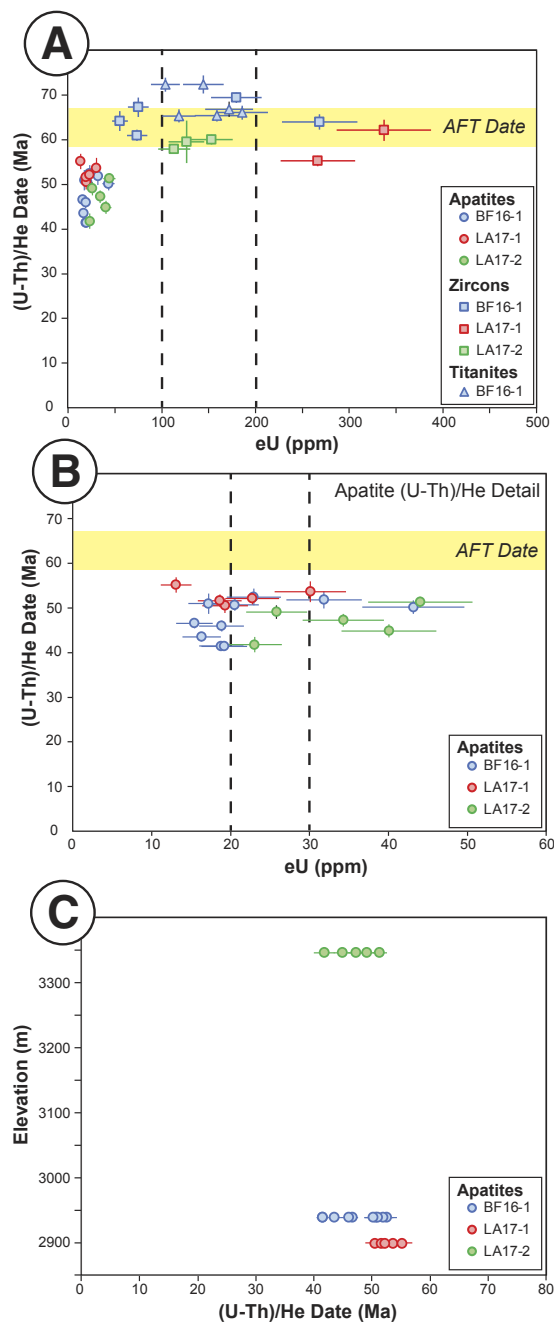 A
(U-Th)/He Date (Ma)
70
60
50
40
30
20
10
0
AFT Date
Apatites
BF16-1
LA17-1
LA17-2
Zircons
BF16-1
LA17-1
LA17-2
Titanites
BF16-1
0
100
200
300
400
500
eU (ppm)
B
Apatite (U-Th)/He Detail
(U-Th)/He Date (Ma)
70
60
50
40
30
20
10
0
AFT Date
Apatites
BF16-1
LA17-1
LA17-2
0
10
20
30
40
50
60
eU (ppm)
C
Elevation (m)
3300
3200
3100
3000
2950
2900
Apatites
BF16-1
LA17-1
LA17-2
0
10
20
30
40
50
60
70
80
(U-Th)/He Date (Ma)